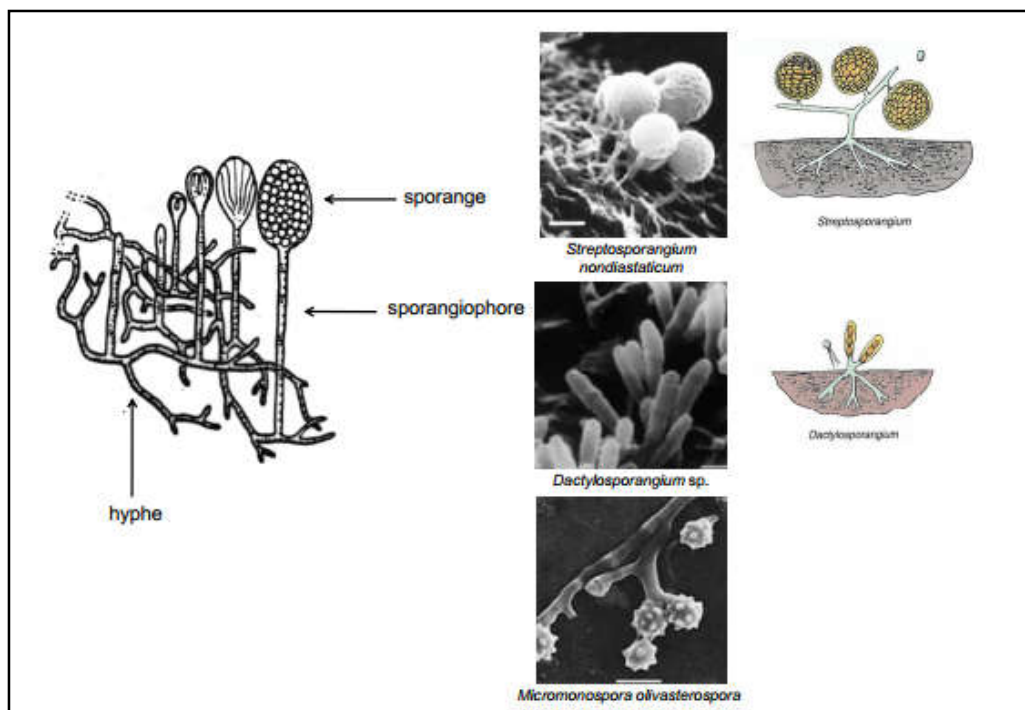 sporange
sporangiophore
hyphe
Streptosporangium
nondiastaticum
Streptosporangium
Dactylosporangium sp.
Dactylosporangium
Micromonospora olivasterospora